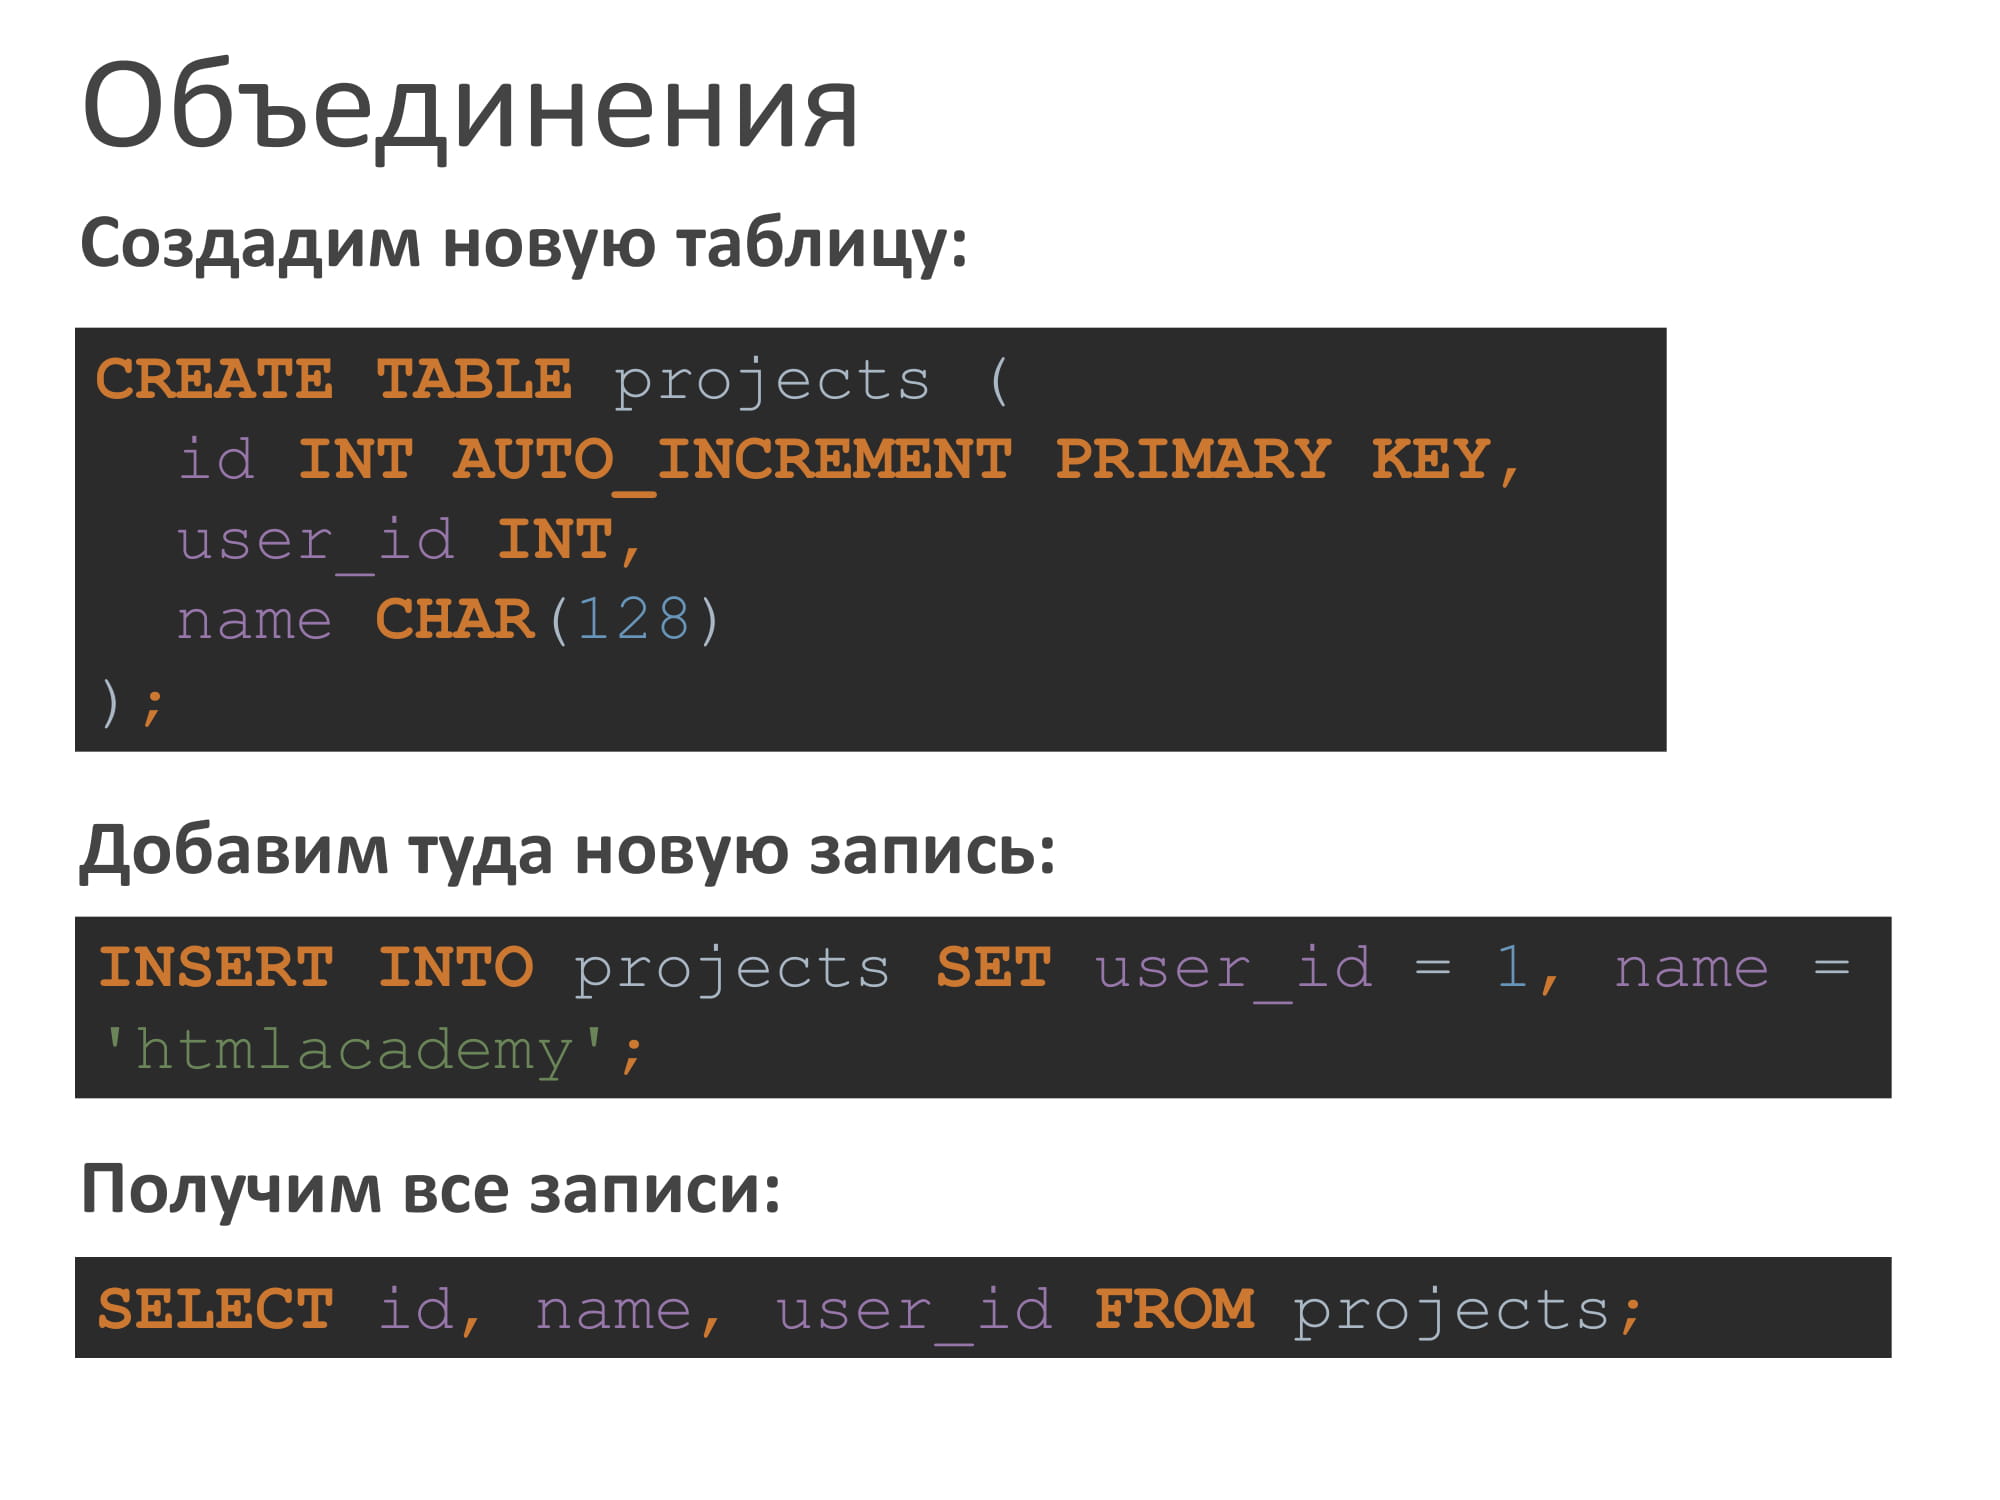 Объединения
Создадим новую таблицу:
CREATE TABLE projects (
  id INT AUTO_INCREMENT PRIMARY KEY,
  user_id INT,
  name CHAR(128)
);
Добавим туда новую запись:
INSERT INTO projects SET user_id = 1, name =
'htmlacademy';
Получим все записи:
SELECT id, name, user_id FROM projects;